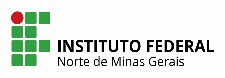 INSTITUTO FEDERAL
Norte de Minas Gerais